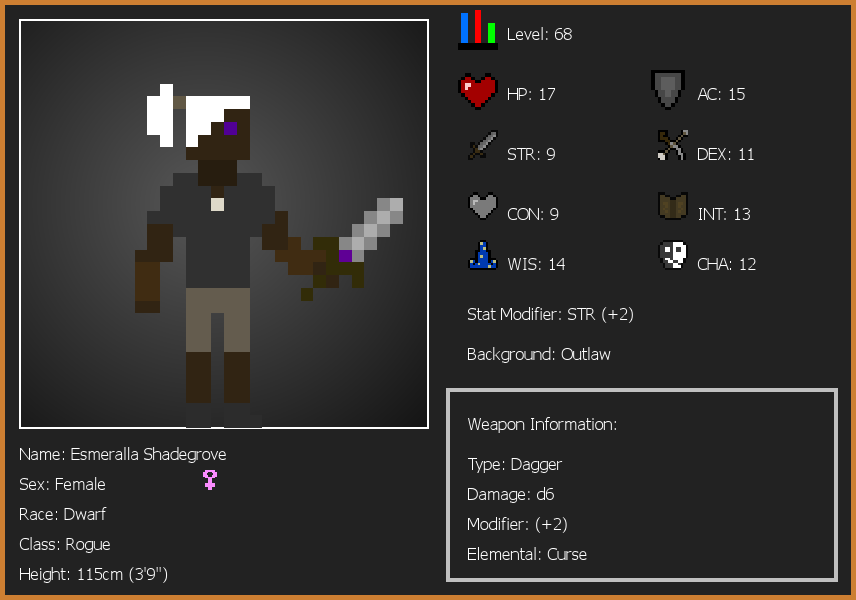 Level: 68
HP: 17
AC: 15
STR: 9
DEX: 11
CON: 9
INT: 13
WIS: 14
CHA: 12
Stat Modifier: STR (+2)
Background: Outlaw
Weapon Information:
Type: Dagger
Damage: d6
Modifier: (+2)
Elemental: Curse
Name: Esmeralla Shadegrove
Sex: Female
Race: Dwarf
Class: Rogue
Height: 115cm (3'9")